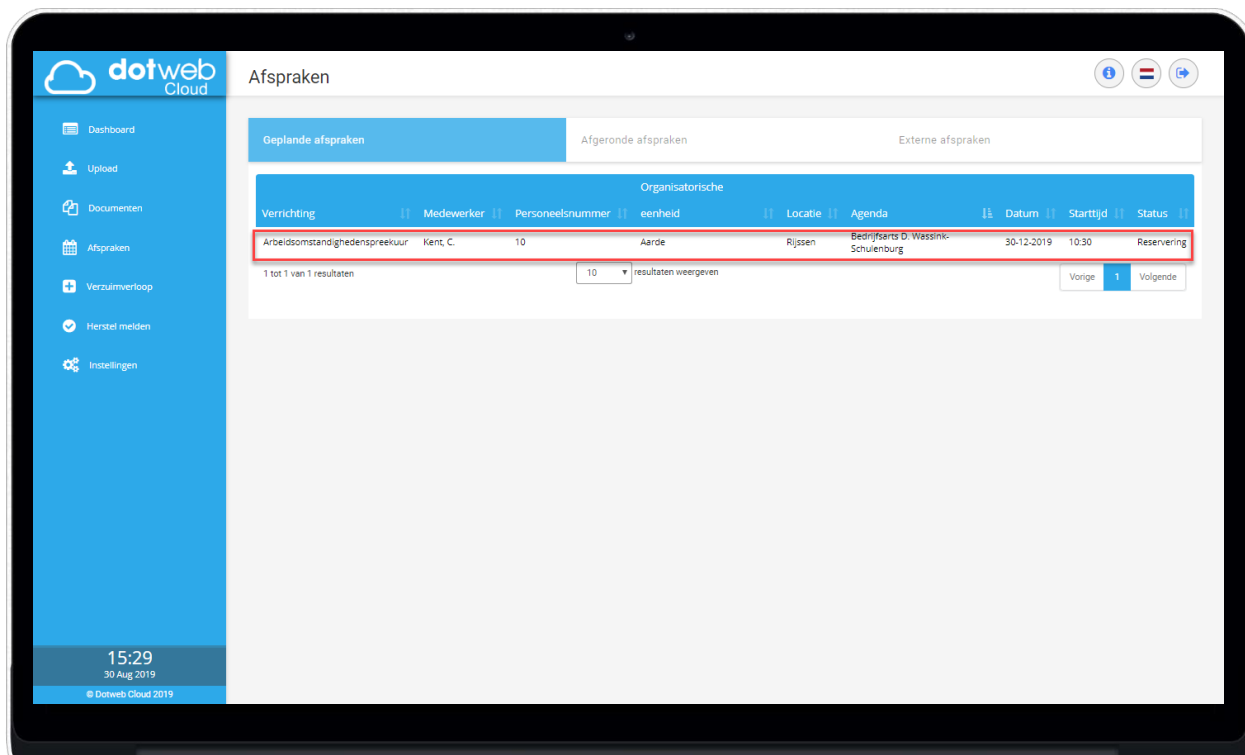 dotweb
Cloud
Afspraken
Dashboard
Upload
Documenten
Afspraken
Verzuimverloop
Herstel melden
Instellingen
Geplande afspraken
Afgeronde afspraken
Externe afspraken
Verrichting
Medewerker
Personeelsnummer
Organisatorische
eenheid
Locatie
Agenda
Datum
Starttijd
Status
Arbeidsomstandighedenspreekuur
Kent, C.
10
Aarde
Rijssen
Bedrijfsarts D. Wassink-
Schulenburg
30-12-2019
10:30
Reservering
1 tot 1 van 1 resultaten
10
resultaten weergeven
Vorige
1
Volgende
15:29
30 Aug 2019
© Dotweb Cloud 2019